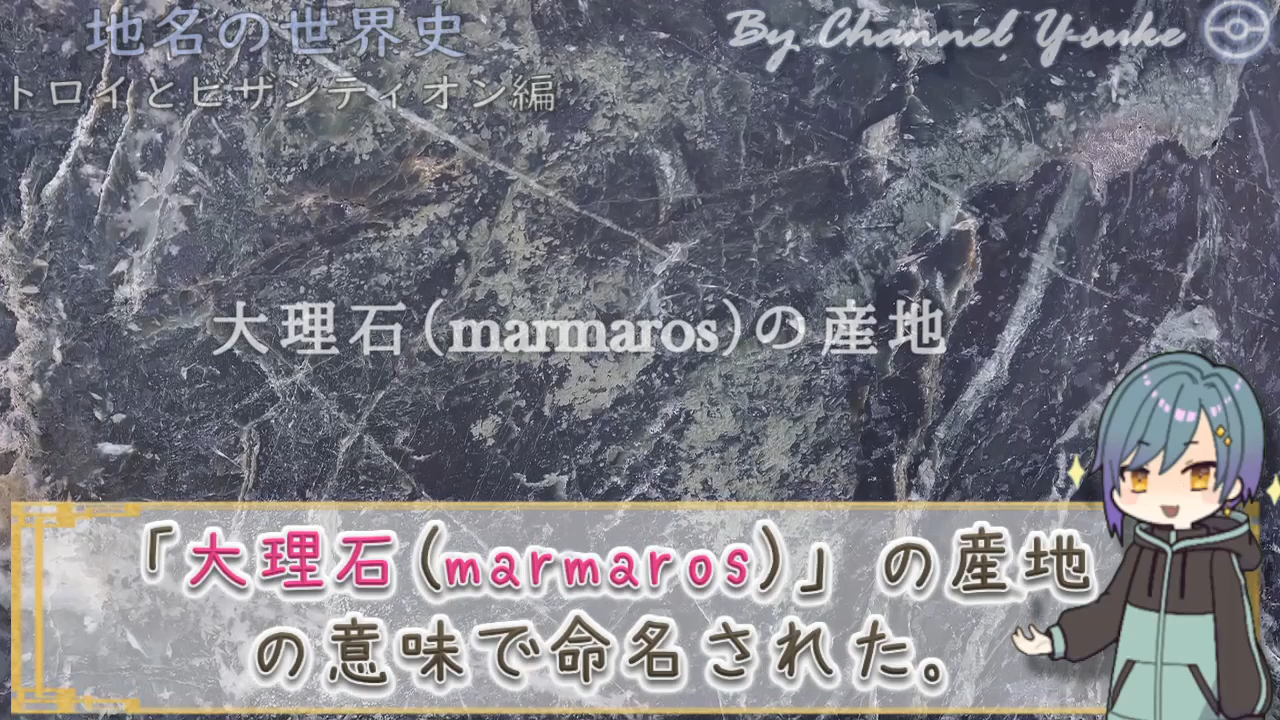 地名の世界史
By Channel Y-suke
トロイとビザンティオン編
大理石(marmaros)の産地
「大理石(marmaros)」の産地
の意味で命名された。